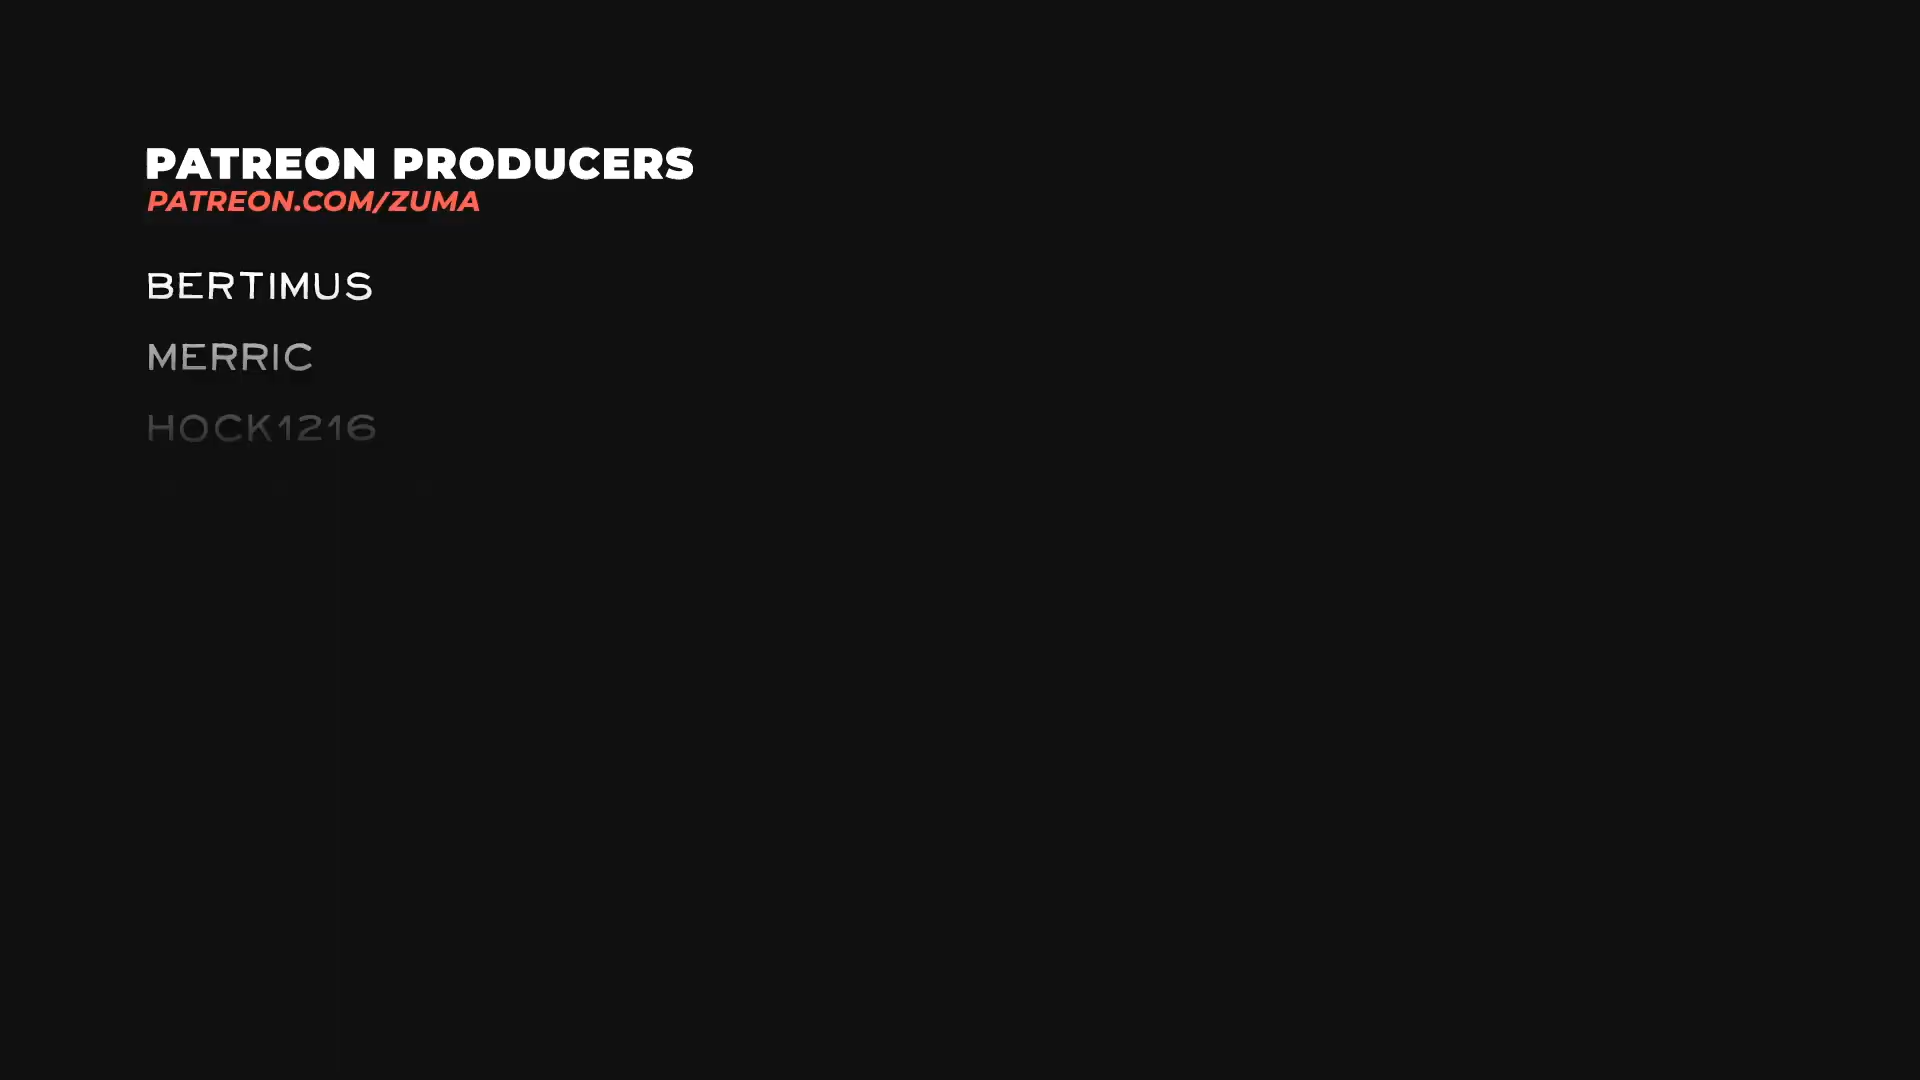 PATREON PRODUCERS
PATREON.COM/ZUMA
BERTIMUS
MERRIC
HOCK1216